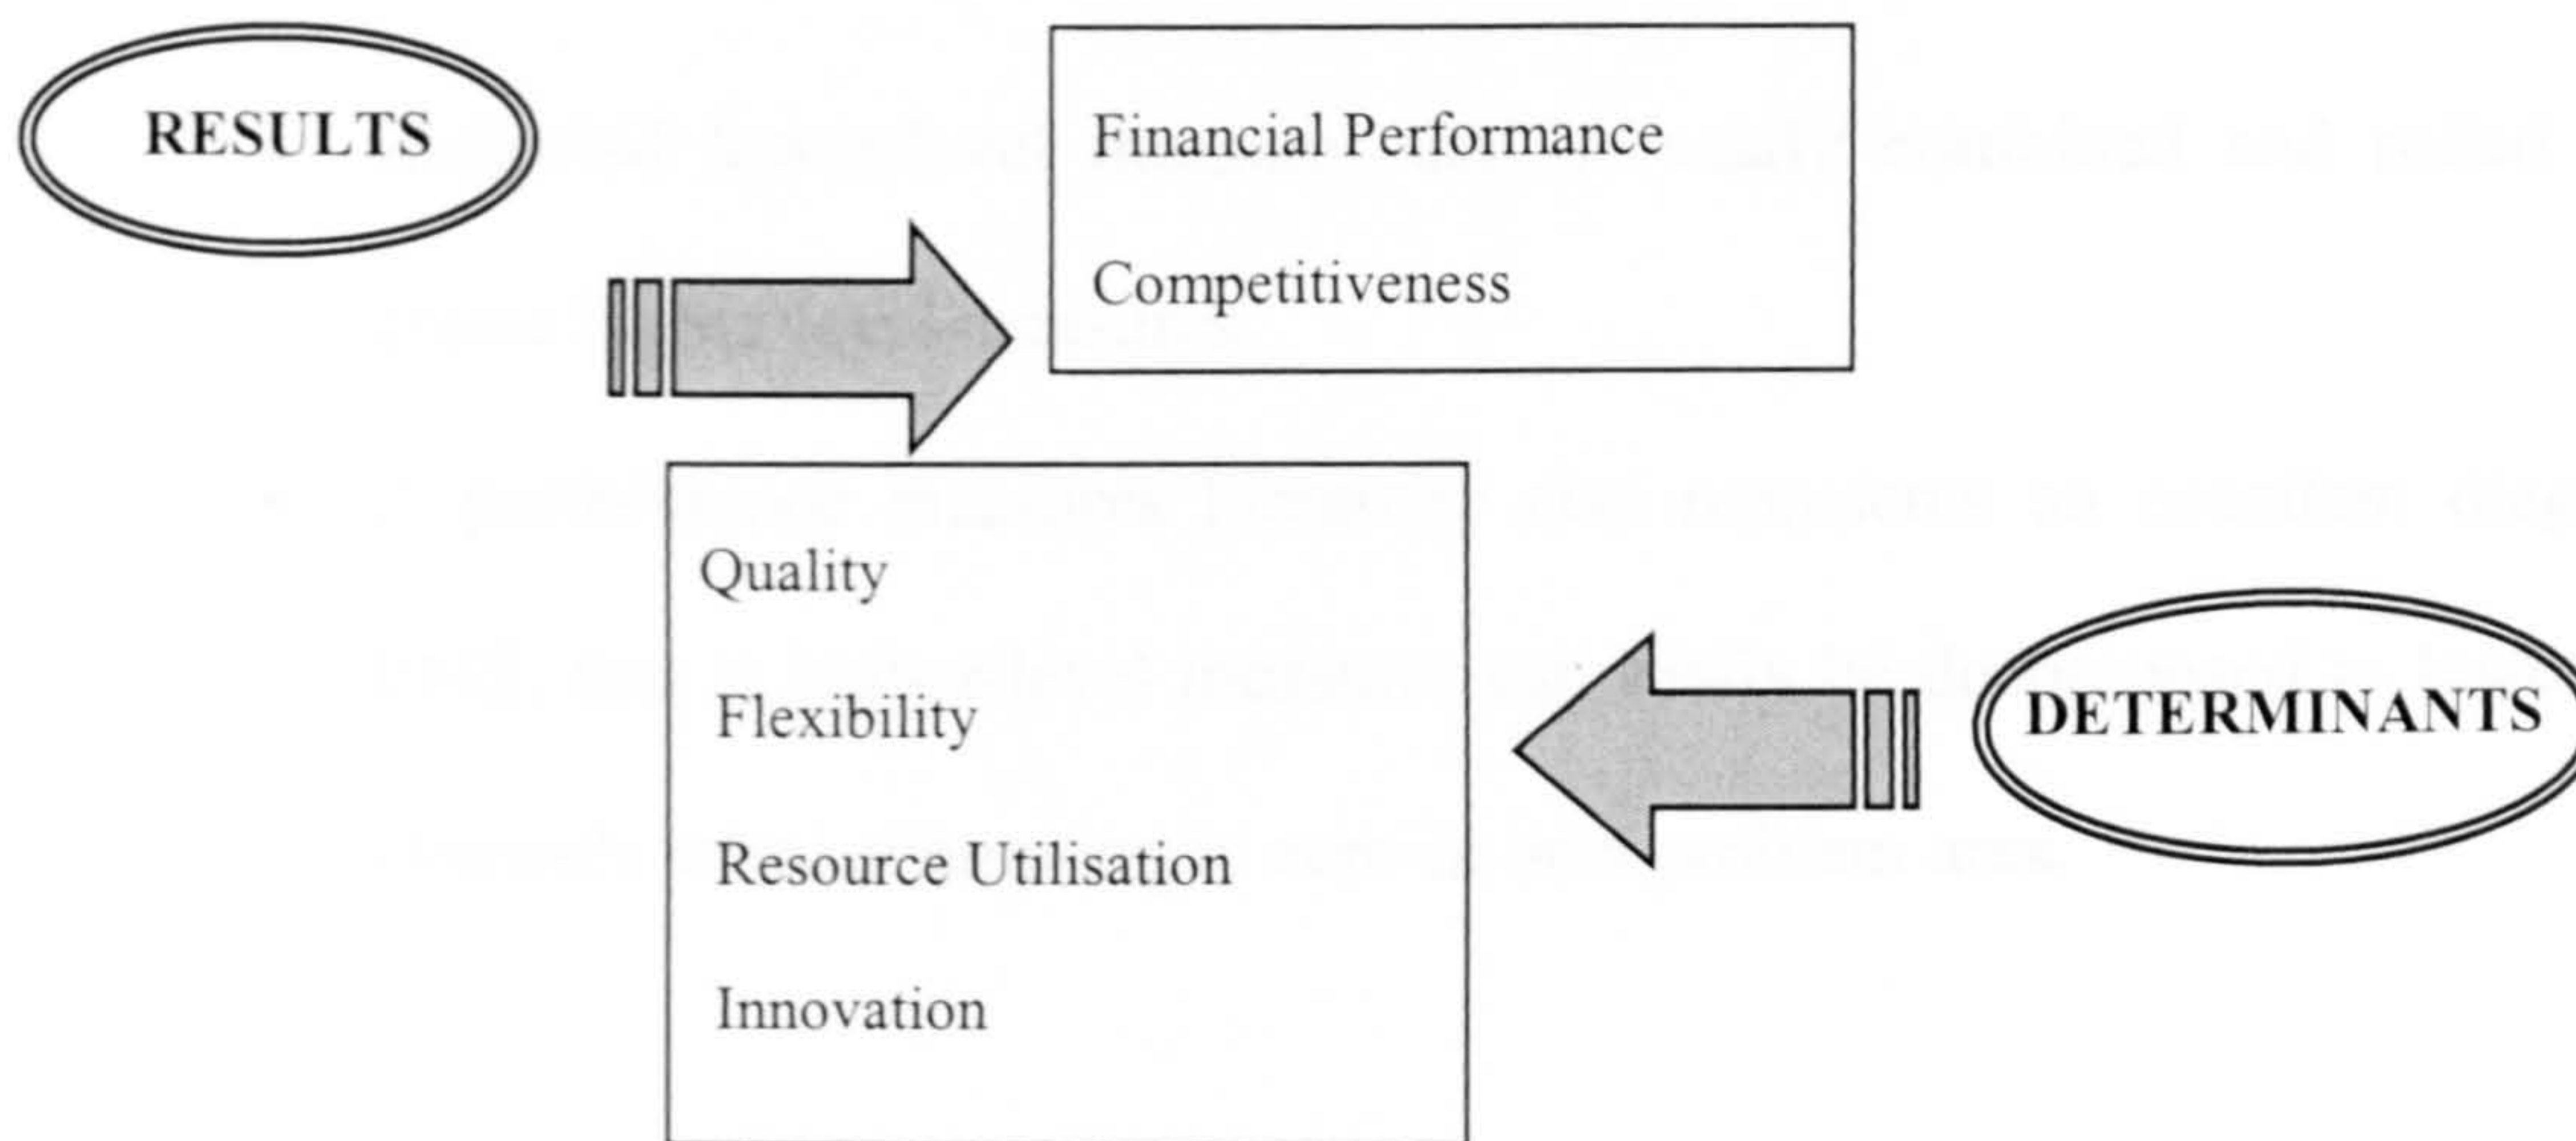 RESULTS
Financial Performance
Competitiveness
Quality
Flexibility
Resource Utilisation
Innovation
DETERMINANTS